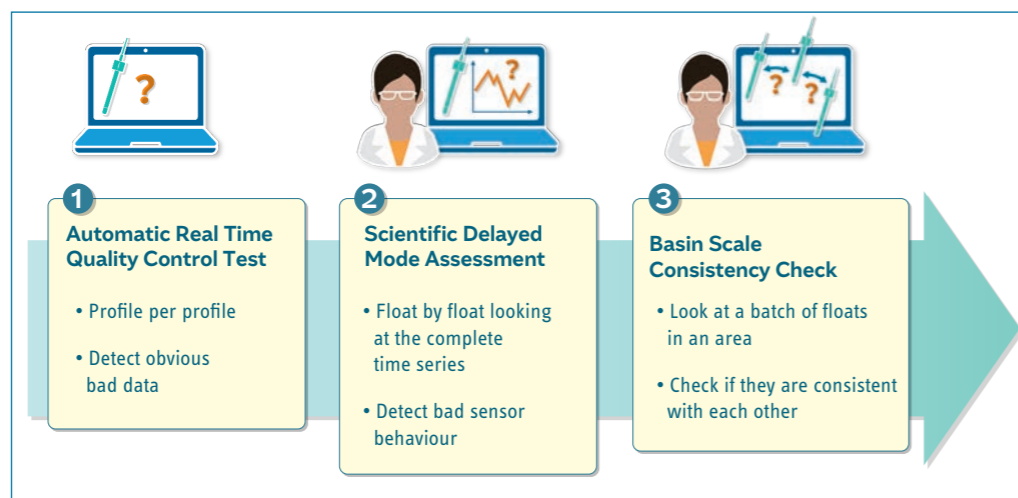 ?
?
?
?
1
Automatic Real Time
Quality Control Test
• Profile per profile
• Detect obvious
bad data
2
Scientific Delayed
Mode Assessment
• Float by float looking
at the complete
time series
• Detect bad sensor
behaviour
3
Basin Scale
Consistency Check
• Look at a batch of floats
in an area
• Check if they are consistent
with each other